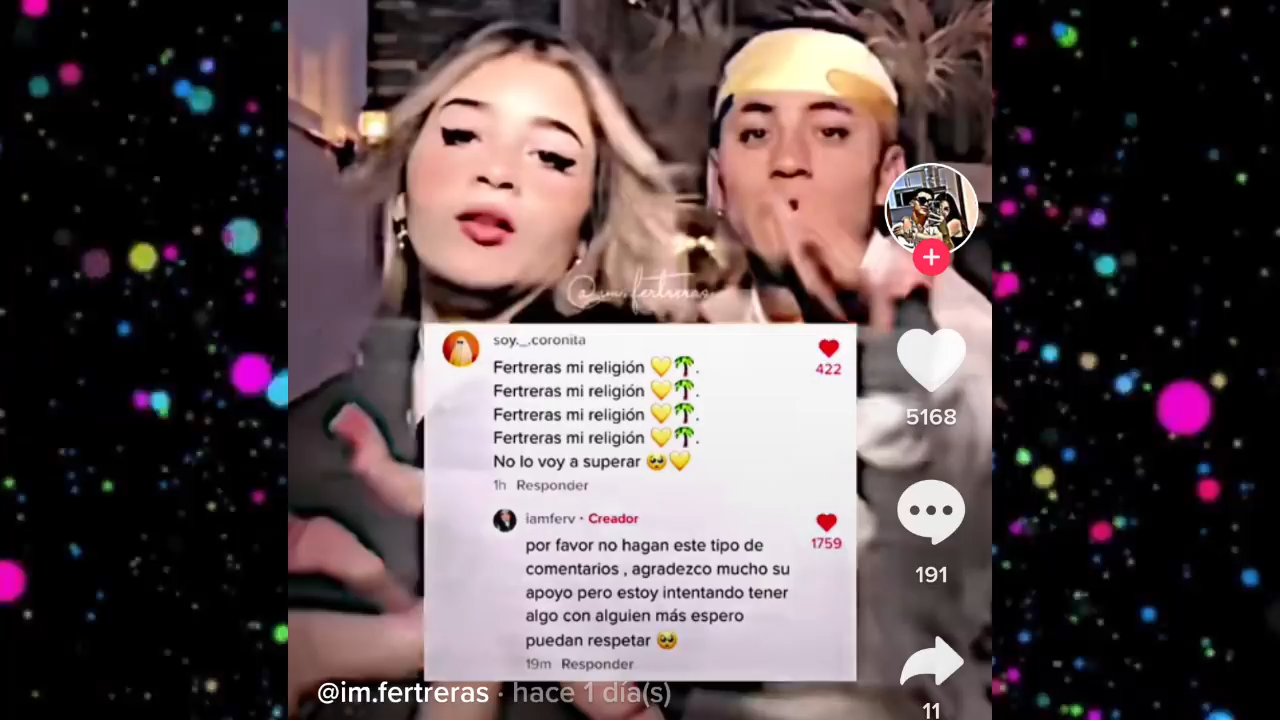 @im.fertreras
soy._.coronita
Fertreras mi religión 💛🌴.
Fertreras mi religión 💛🌴.
Fertreras mi religión 💛🌴.
Fertreras mi religión 💛🌴.
No lo voy a superar 🥺💛
1h Responder
422
iamferv · Creador
por favor no hagan este tipo de
comentarios , agradezco mucho su
apoyo pero estoy intentando tener
algo con alguien más espero
puedan respetar 🥺
19m Responder
1759
5168
191
11
@im.fertreras · hace 1 día(s)